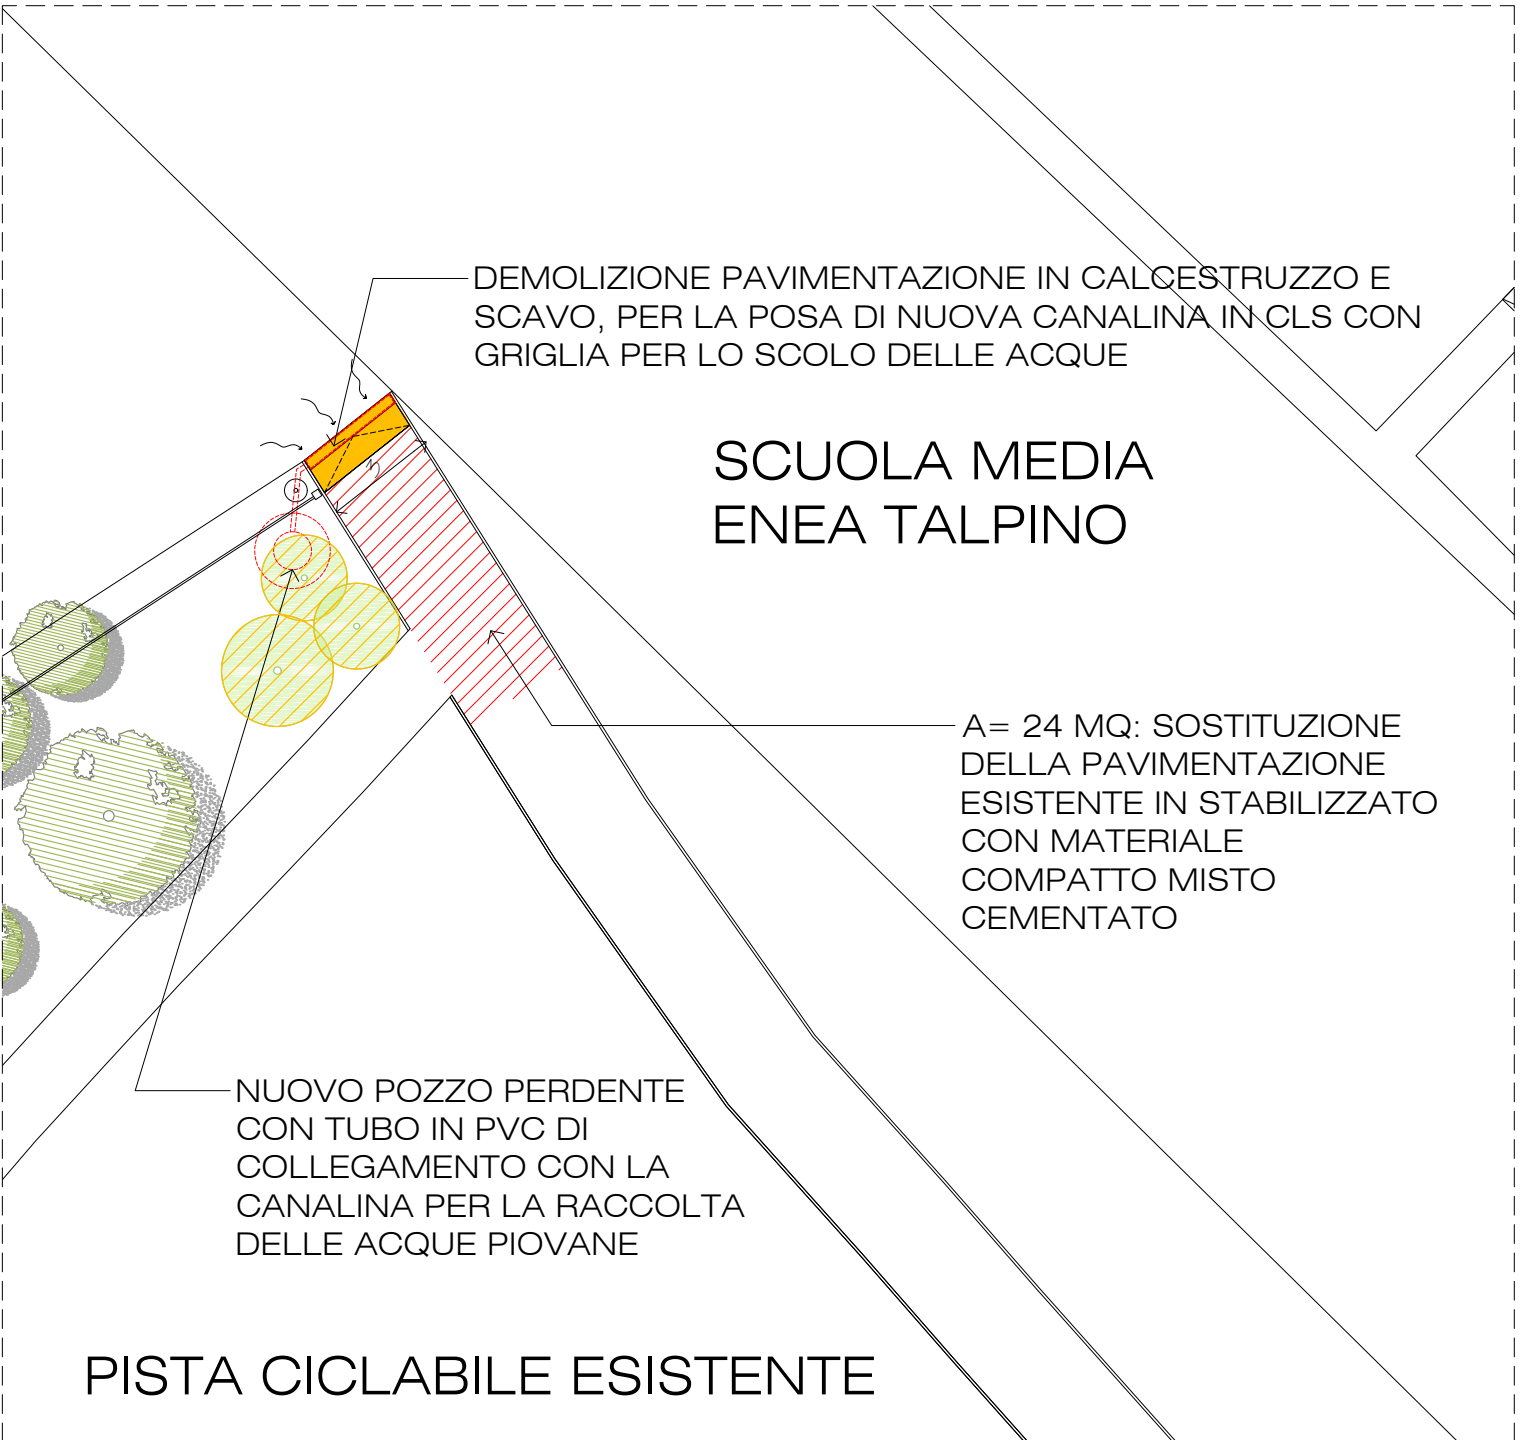 DEMOLIZIONE PAVIMENTAZIONE IN CALCESTRUZZO E
SCAVO, PER LA POSA DI NUOVA CANALINA IN CLS CON
GRIGLIA PER LO SCOLO DELLE ACQUE
SCUOLA MEDIA
ENEA TALPINO
2
A= 24 MQ: SOSTITUZIONE
DELLA PAVIMENTAZIONE
ESISTENTE IN STABILIZZATO
CON MATERIALE
COMPATTO MISTO
CEMENTATO
NUOVO POZZO PERDENTE
CON TUBO IN PVC DI
COLLEGAMENTO CON LA
CANALINA PER LA RACCOLTA
DELLE ACQUE PIOVANE
PISTA CICLABILE ESISTENTE